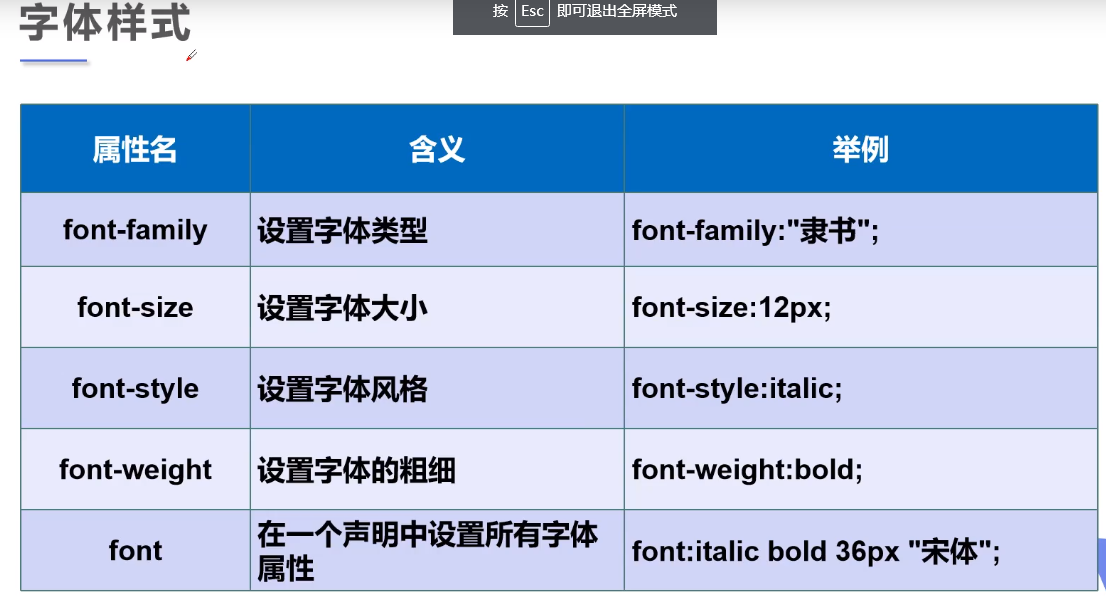 按 Esc 即可退出全屏模式
字体样式
属性名 含义 举例
font-family 设置字体类型 font-family:"隶书";
font-size 设置字体大小 font-size:12px;
font-style 设置字体风格 font-style:italic;
font-weight 设置字体的粗细 font-weight:bold;
font 在一个声明中设置所有字体
属性 font:italic bold 36px "宋体";